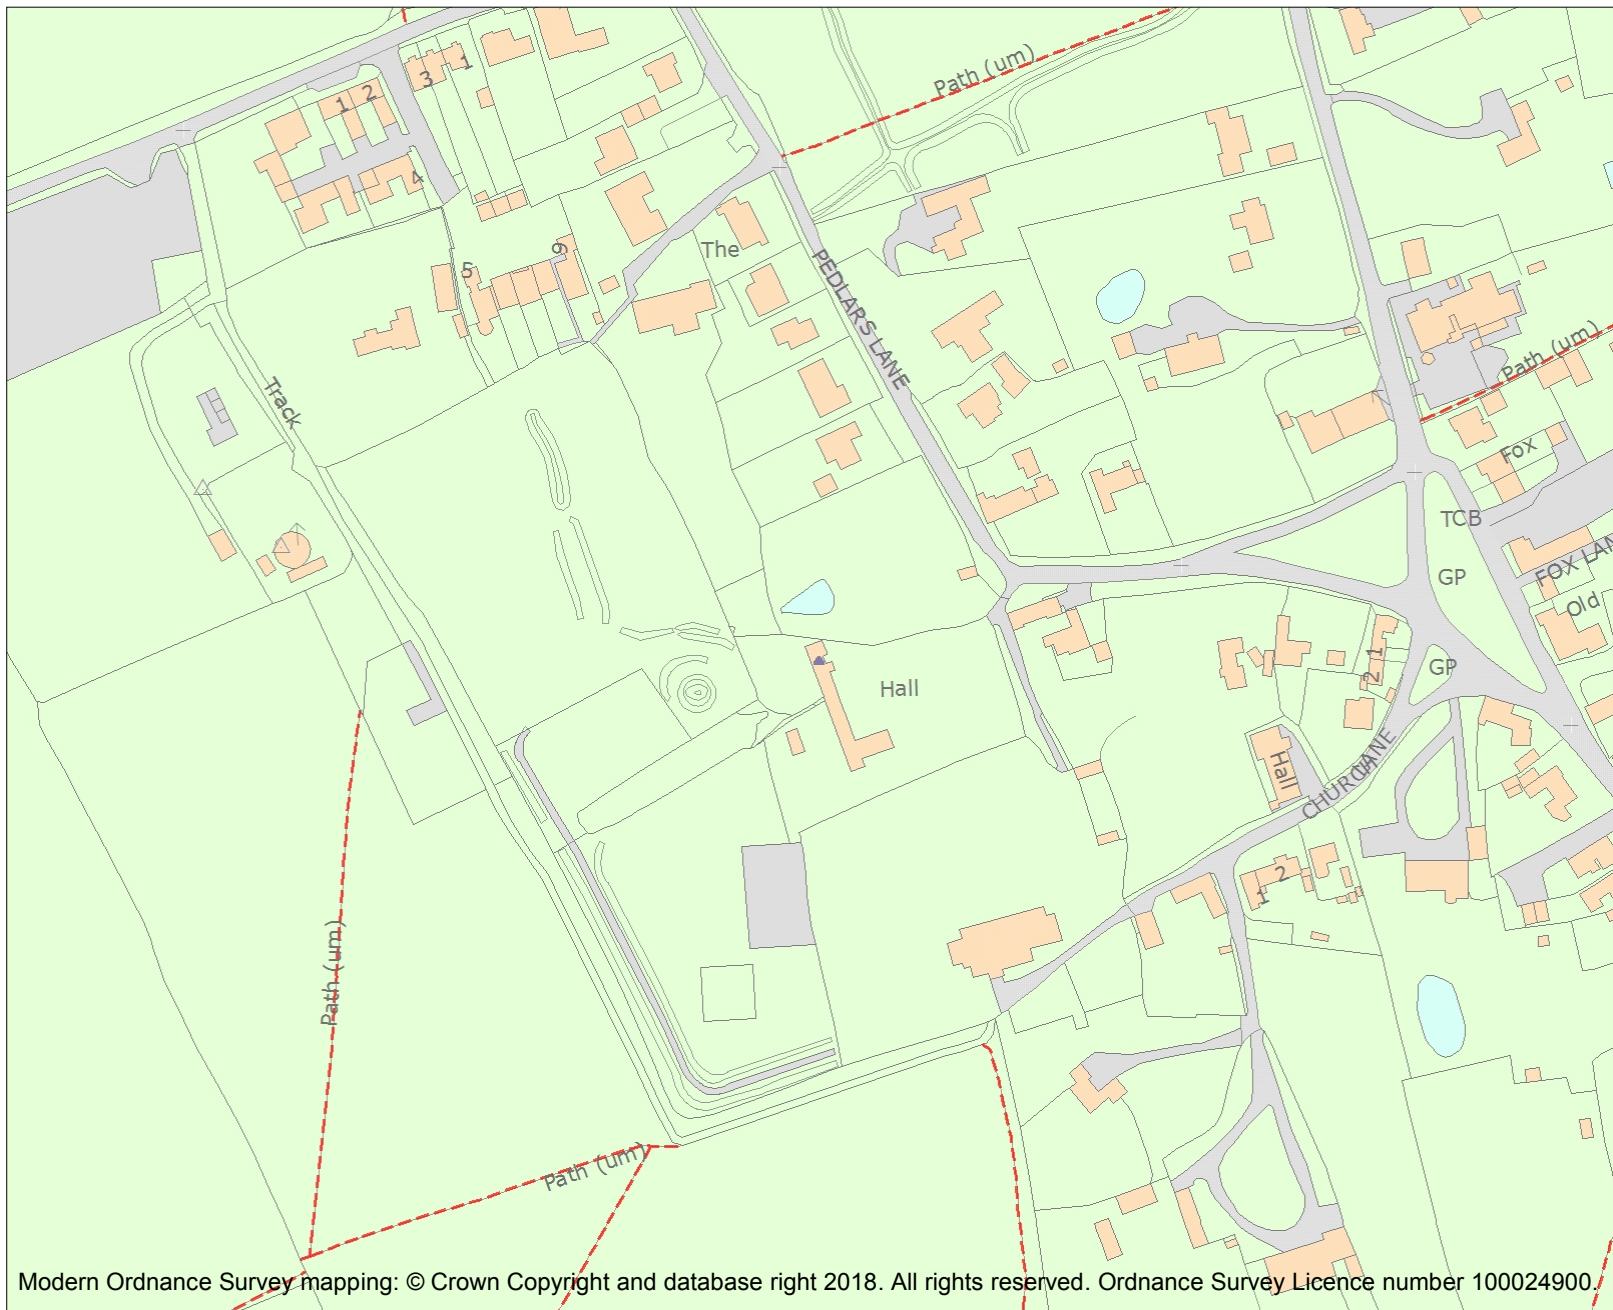 Path (um)
3
1
1
2
4
The
5
9
PEDLARS LANE
Track
Path (um)
Fox
TCB
GP
FOX LAN
Old
GP
2 1
Hall
Hall
CHURCH LANE
2
1
Path (um)
Path (um)
Modern Ordnance Survey mapping: © Crown Copyright and database right 2018. All rights reserved. Ordnance Survey Licence number 100024900.